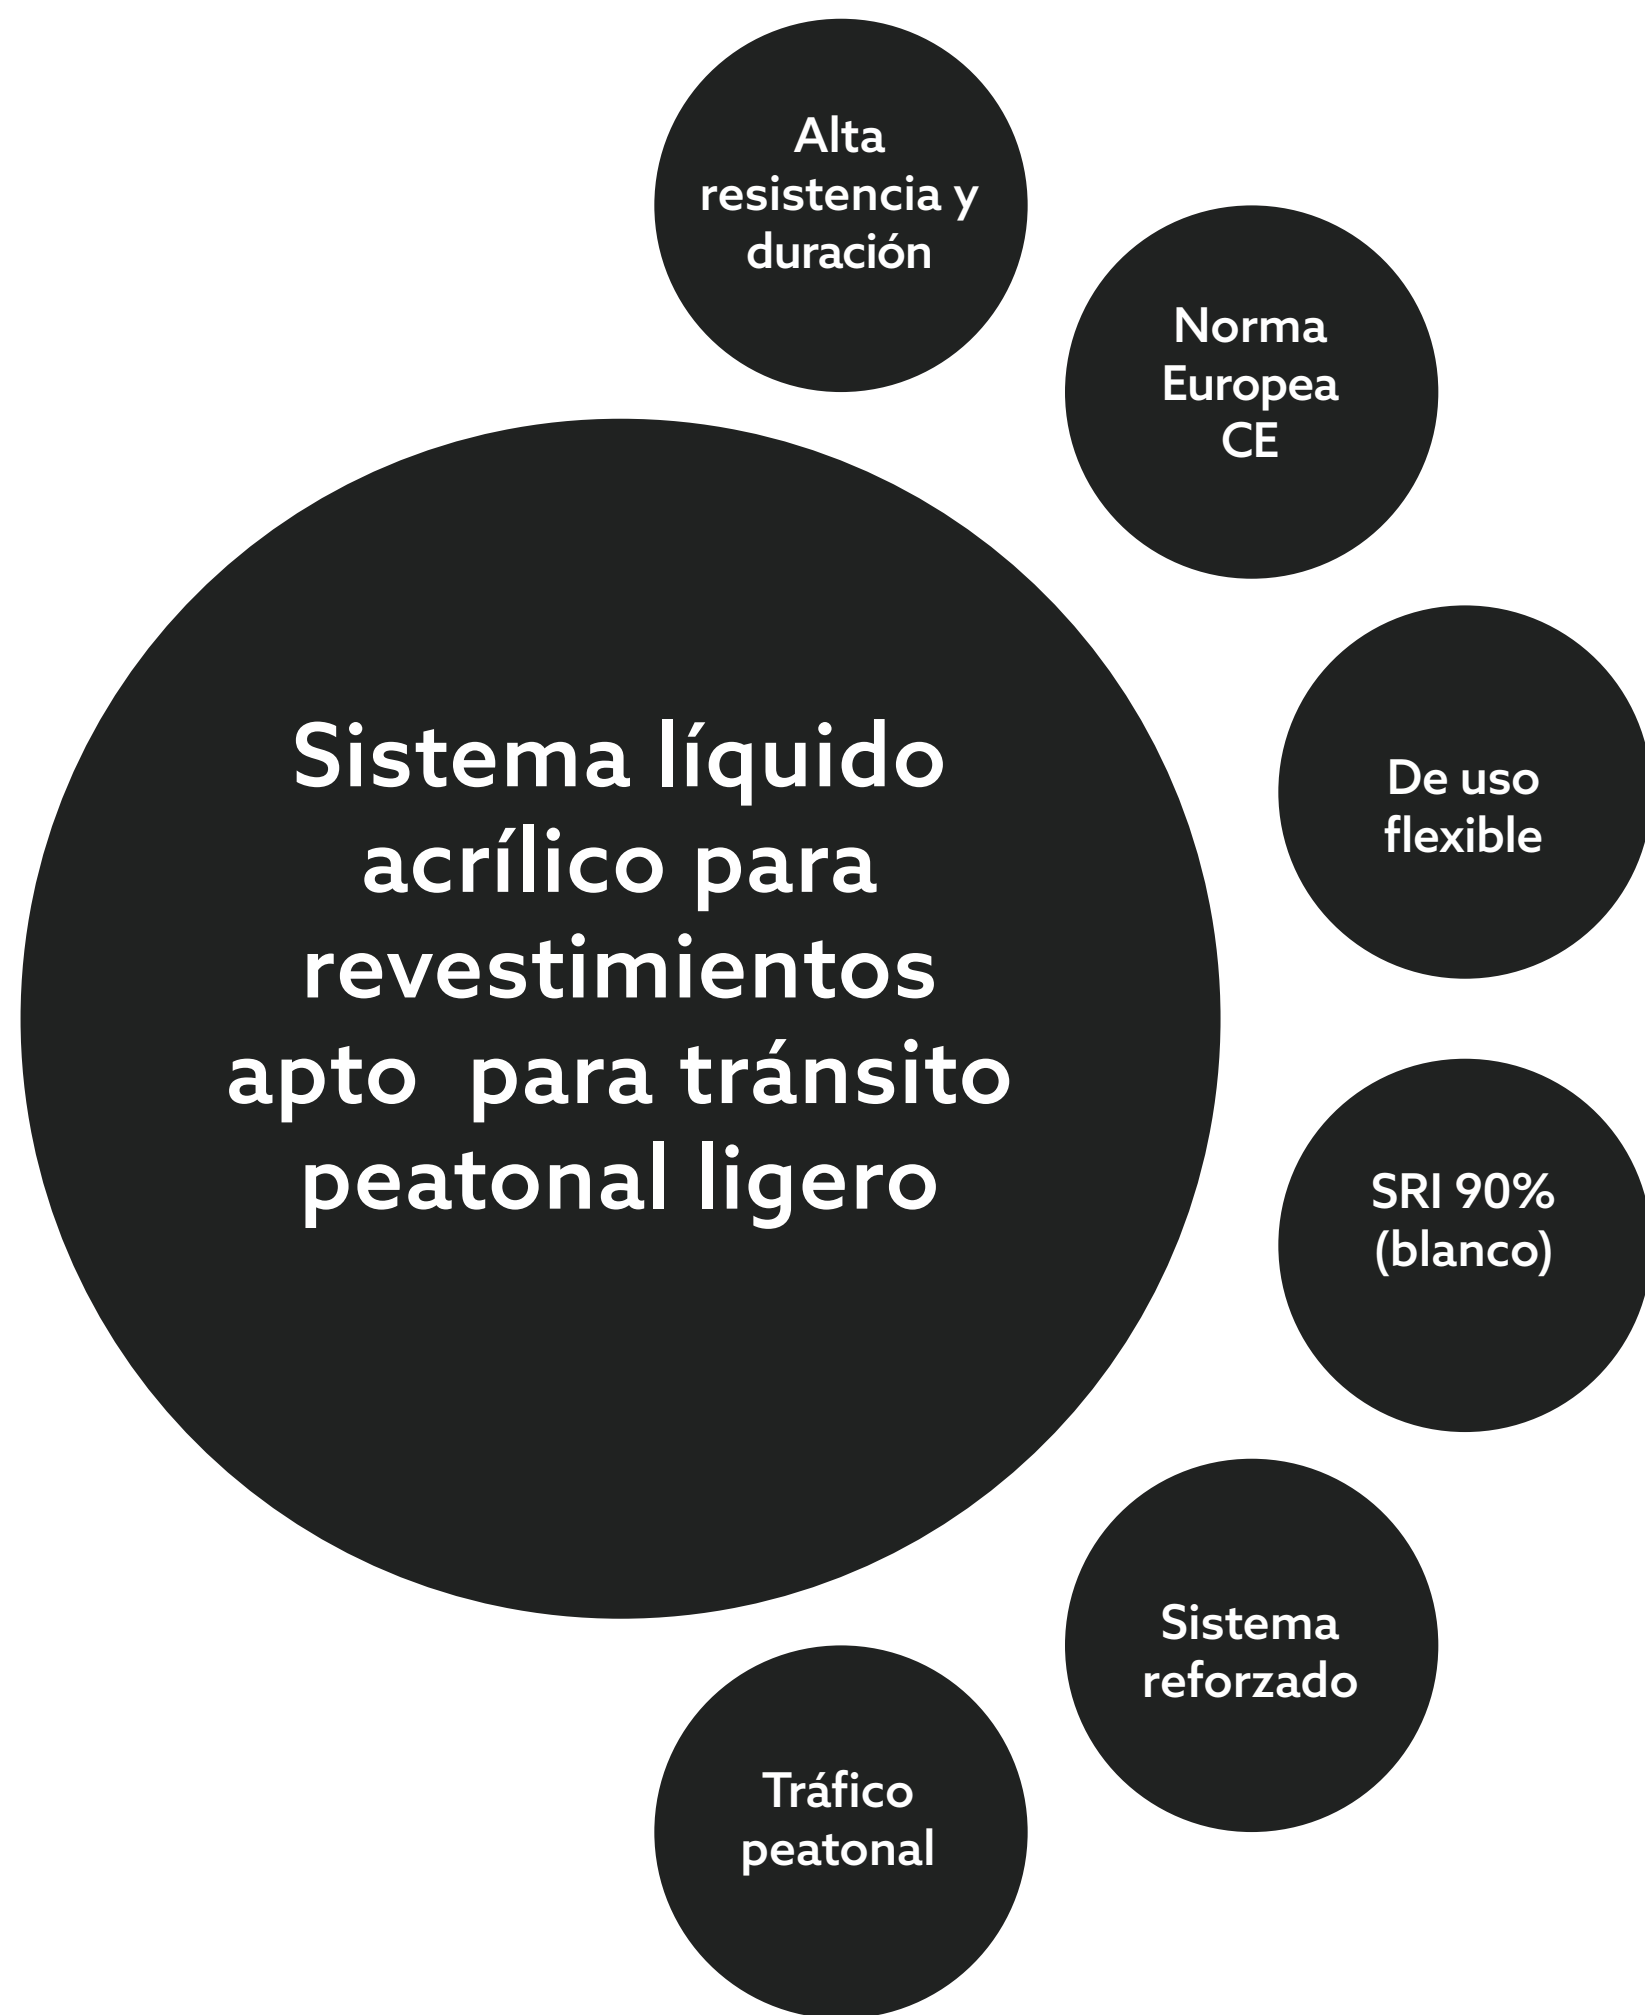 Alta
resistencia y
duración
Norma
Europea
CE
Sistema líquido
acrílico para
revestimientos
apto  para tránsito
peatonal ligero
De uso
flexible
SRI 90%
(blanco)
Sistema
reforzado
Tráfico
peatonal